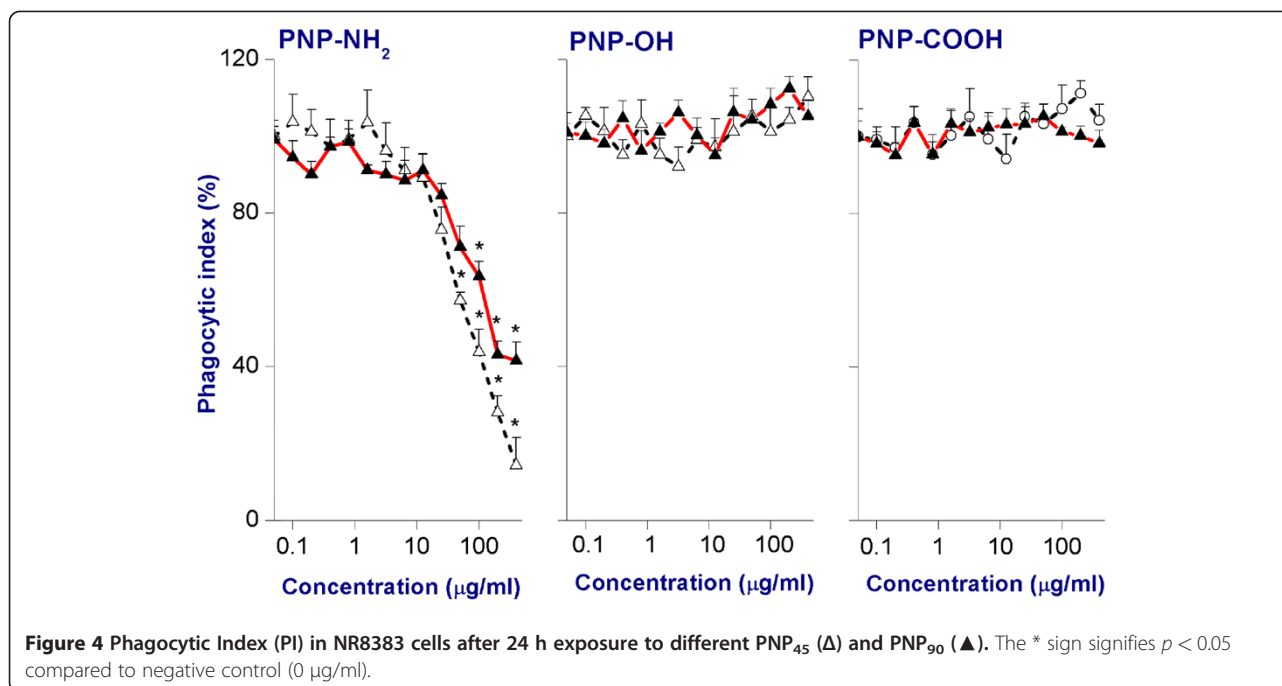 PNP-NH₂ PNP-OH PNP-COOH
120
80
40
0
Phagocytic index (%)
* * * *
* * *
0.1 1 10 100 0.1 1 10 100 0.1 1 10 100
Concentration (µg/ml) Concentration (µg/ml) Concentration (µg/ml)
Figure 4 Phagocytic Index (PI) in NR8383 cells after 24 h exposure to different PNP₄₅ (Δ) and PNP₉₀ (▲). The * sign signifies p < 0.05
compared to negative control (0 µg/ml).